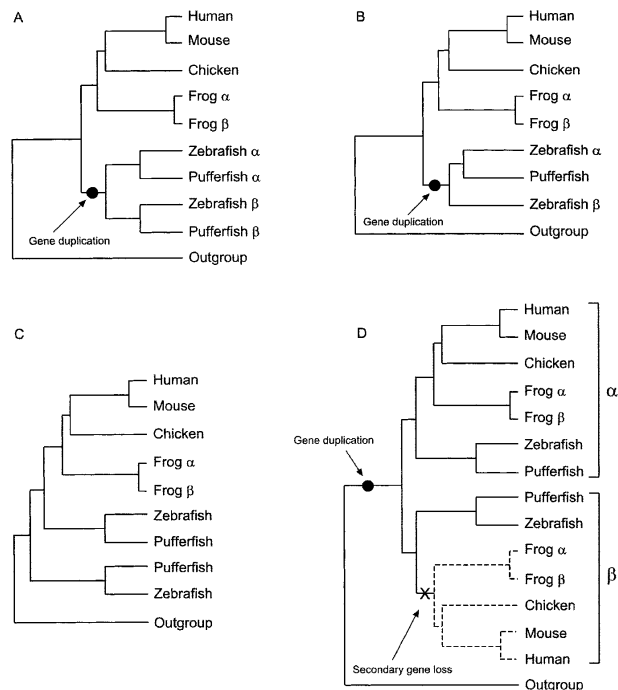 A
Human
Mouse
Chicken
Frog α
Frog β
Zebrafish α
Pufferfish α
Zebrafish β
Pufferfish β
Gene duplication
Outgroup
B
Human
Mouse
Chicken
Frog α
Frog β
Zebrafish α
Pufferfish
Zebrafish β
Gene duplication
Outgroup
C
Human
Mouse
Chicken
Frog α
Frog β
Zebrafish
Pufferfish
Pufferfish
Zebrafish
Outgroup
D
Human
Mouse
Chicken
Frog α
Frog β
Zebrafish
Pufferfish
α
Gene duplication
Pufferfish
Zebrafish
Frog α
Frog β
Chicken
Mouse
Human
β
Secondary gene loss
Outgroup